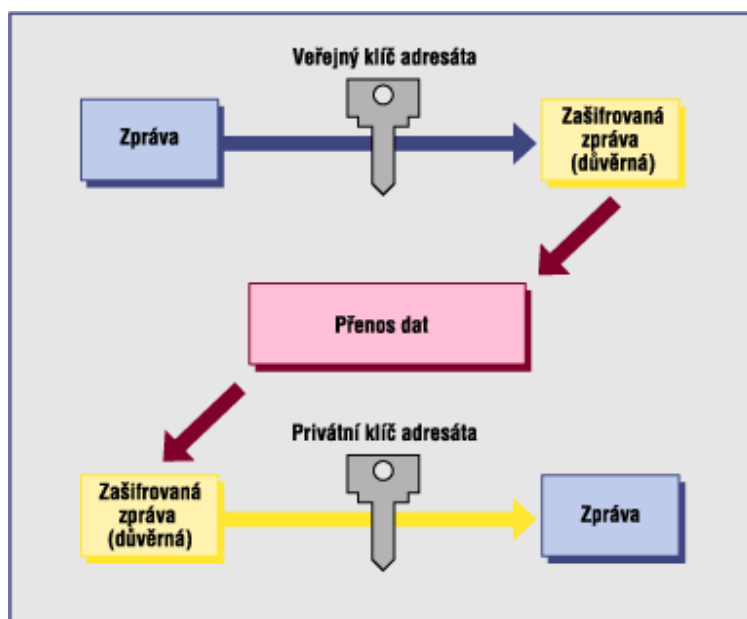 Veřejný klíč adresáta
Zpráva
Zašifrovaná
zpráva
(důvěrná)
Přenos dat
Privátní klíč adresáta
Zašifrovaná
zpráva
(důvěrná)
Zpráva